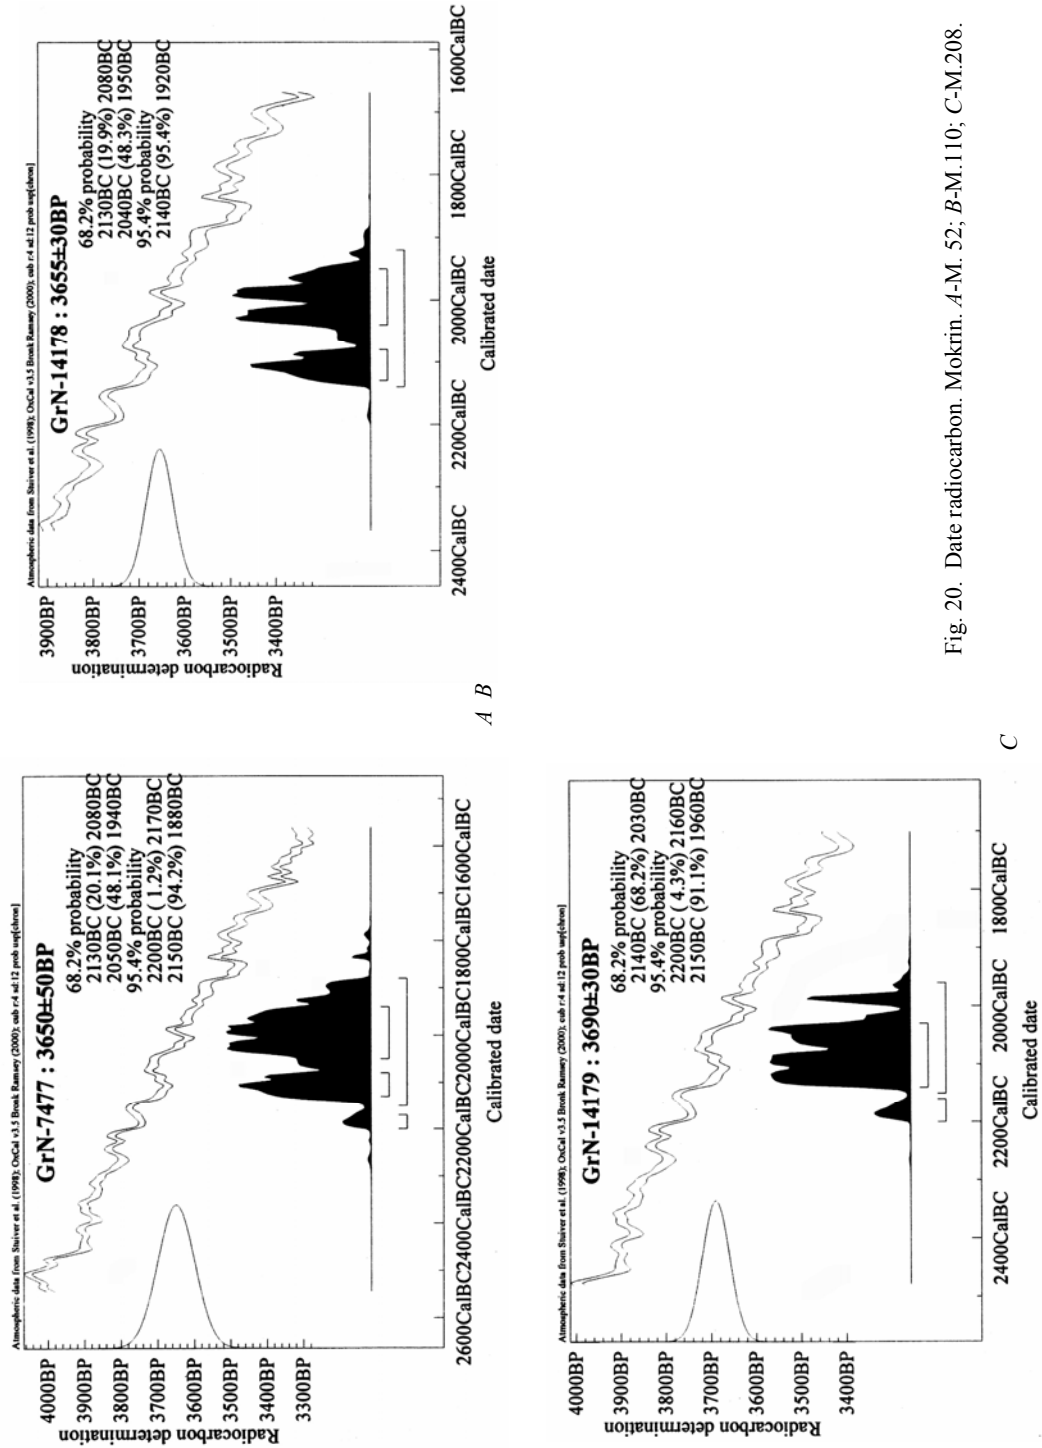 Atmospheric data from Stuiver et al. (1998); OxCal v3.5 Bronk Ramsey (2000); cub r:4 sd:12 prob usp[chron]
GrN-7477 : 3650±50BP
68.2% probability
2130BC (20.1%) 2080BC
2050BC (48.1%) 1940BC
95.4% probability
2200BC ( 1.2%) 2170BC
2150BC (94.2%) 1880BC
4000BP
3900BP
3800BP
3700BP
3600BP
3500BP
3400BP
3300BP
Radiocarbon determination
2600CalBC2400CalBC2200CalBC2000CalBC1800CalBC1600CalBC
Calibrated date
A B
Atmospheric data from Stuiver et al. (1998); OxCal v3.5 Bronk Ramsey (2000); cub r:4 sd:12 prob usp[chron]
GrN-14178 : 3655±30BP
68.2% probability
2130BC (19.9%) 2080BC
2040BC (48.3%) 1950BC
95.4% probability
2140BC (95.4%) 1920BC
3900BP
3800BP
3700BP
3600BP
3500BP
3400BP
Radiocarbon determination
2400CalBC 2200CalBC 2000CalBC 1800CalBC 1600CalBC
Calibrated date
Atmospheric data from Stuiver et al. (1998); OxCal v3.5 Bronk Ramsey (2000); cub r:4 sd:12 prob usp[chron]
GrN-14179 : 3690±30BP
68.2% probability
2140BC (68.2%) 2030BC
95.4% probability
2200BC ( 4.3%) 2160BC
2150BC (91.1%) 1960BC
4000BP
3900BP
3800BP
3700BP
3600BP
3500BP
3400BP
Radiocarbon determination
2400CalBC 2200CalBC 2000CalBC 1800CalBC
Calibrated date
C
Fig. 20. Date radiocarbon. Mokrin. A-M. 52; B-M.110; C-M.208.